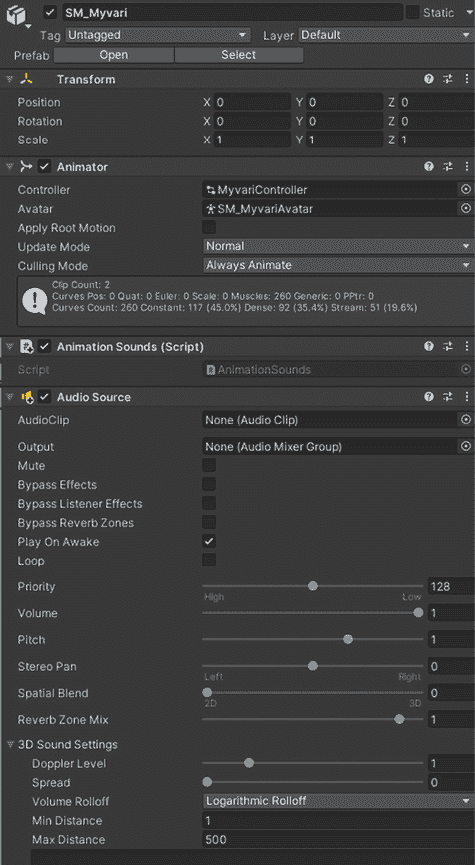 SM_Myvari Static
Tag Untagged Layer Default
Prefab Open Select
Transform
Position X 0 Y 0 Z 0
Rotation X 0 Y 0 Z 0
Scale X 1 Y 1 Z 1
Animator
Controller MyvariController
Avatar SM_MyvariAvatar
Apply Root Motion
Update Mode Normal
Culling Mode Always Animate
Clip Count: 2
Curves Pos: 0 Quat: 0 Euler: 0 Scale: 0 Muscles: 260 Generic: 0 PPtr: 0
Curves Count: 260 Constant: 117 (45.0%) Dense: 92 (35.4%) Stream: 51 (19.6%)
Animation Sounds (Script)
Script AnimationSounds
Audio Source
AudioClip None (Audio Clip)
Output None (Audio Mixer Group)
Mute
Bypass Effects
Bypass Listener Effects
Bypass Reverb Zones
Play On Awake
Loop
Priority 128
High Low
Volume 1
Pitch 1
Stereo Pan 0
Left Right
Spatial Blend 0
2D 3D
Reverb Zone Mix 1
3D Sound Settings
Doppler Level 1
Spread 0
Volume Rolloff Logarithmic Rolloff
Min Distance 1
Max Distance 500